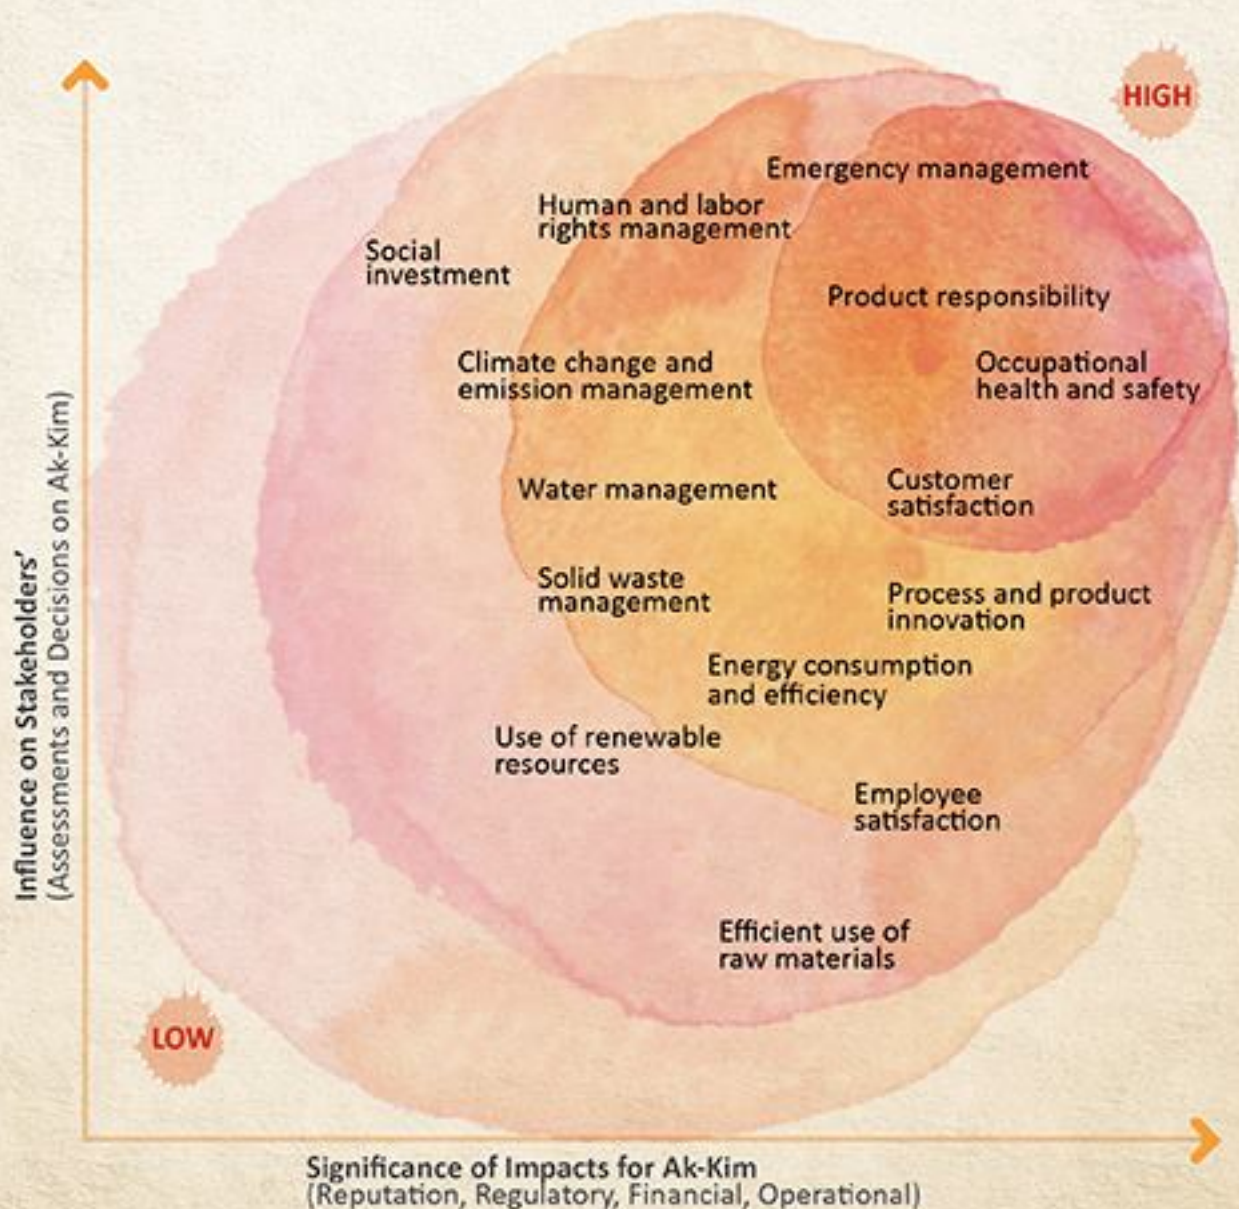 HIGH
Emergency management
Human and labor
rights management
Social
investment
Product responsibility
Climate change and
emission management
Occupational
health and safety
Water management
Customer
satisfaction
Solid waste
management
Process and product
innovation
Energy consumption
and efficiency
Use of renewable
resources
Employee
satisfaction
Efficient use of
raw materials
LOW
Influence on Stakeholders'
(Assessments and Decisions on Ak-Kim)
Significance of Impacts for Ak-Kim
(Reputation, Regulatory, Financial, Operational)